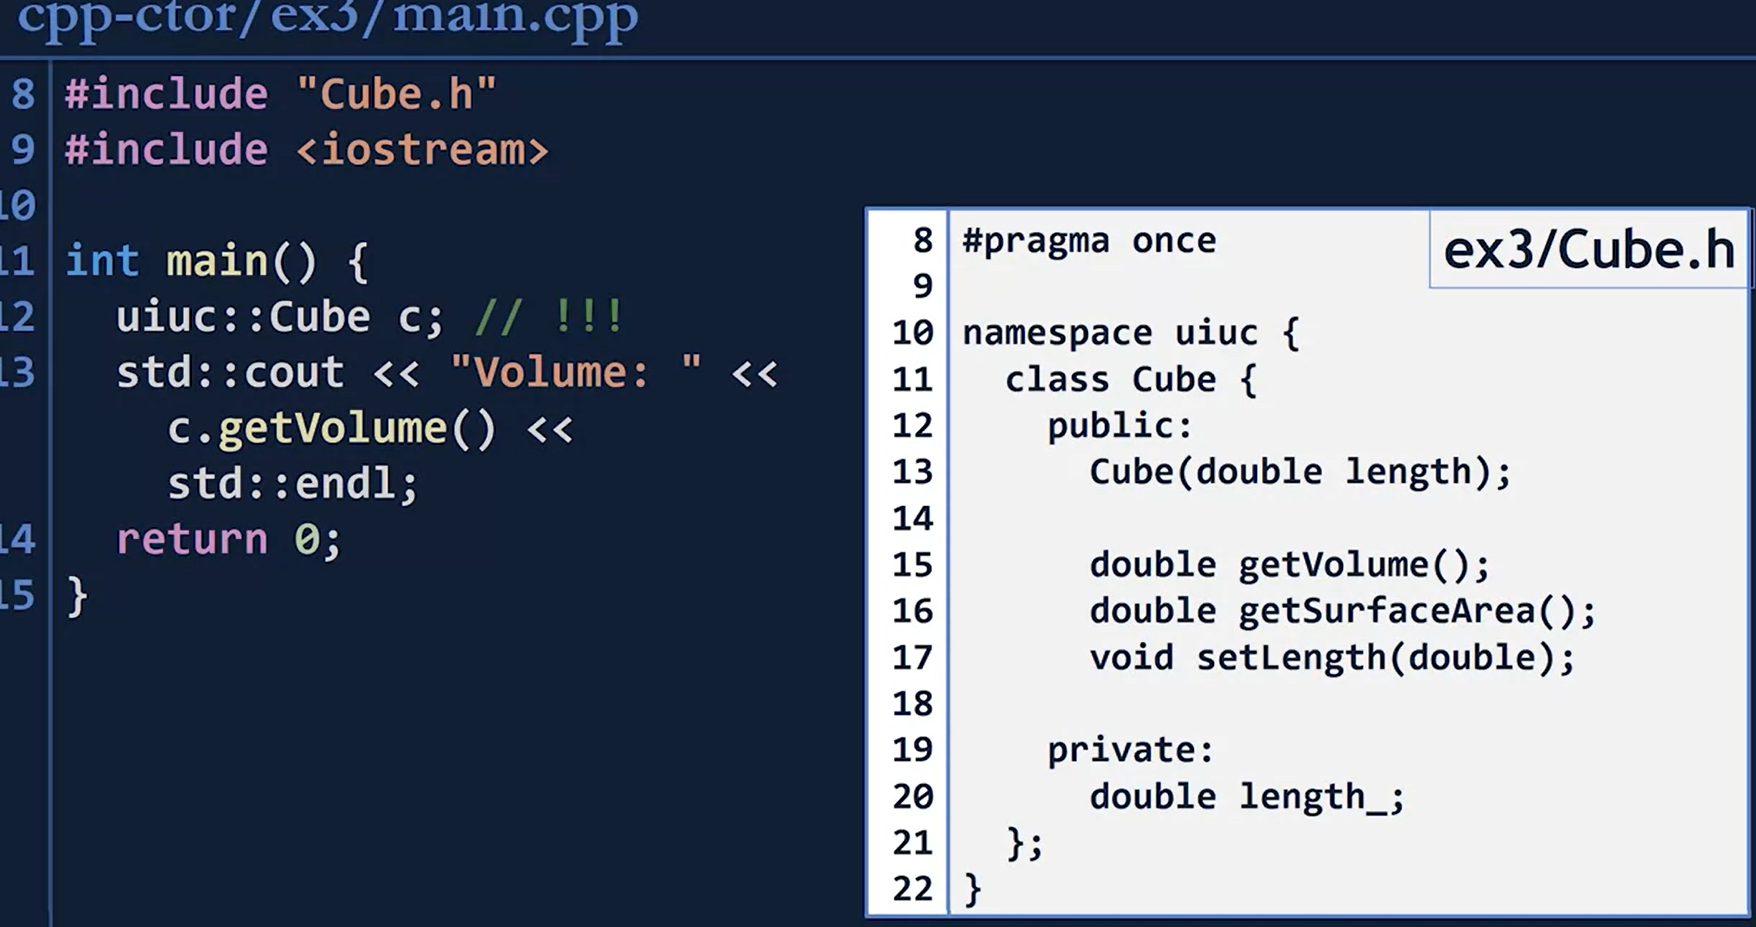 cpp-ctor/ex3/main.cpp
8 #include "Cube.h"
9 #include <iostream>
10
11 int main() {
12   uiuc::Cube c; // !!!
13   std::cout << "Volume: " <<
     c.getVolume() <<
     std::endl;
14   return 0;
15 }
ex3/Cube.h
8 #pragma once
9
10 namespace uiuc {
11   class Cube {
12     public:
13       Cube(double length);
14
15       double getVolume();
16       double getSurfaceArea();
17       void setLength(double);
18
19     private:
20       double length_;
21   };
22 }